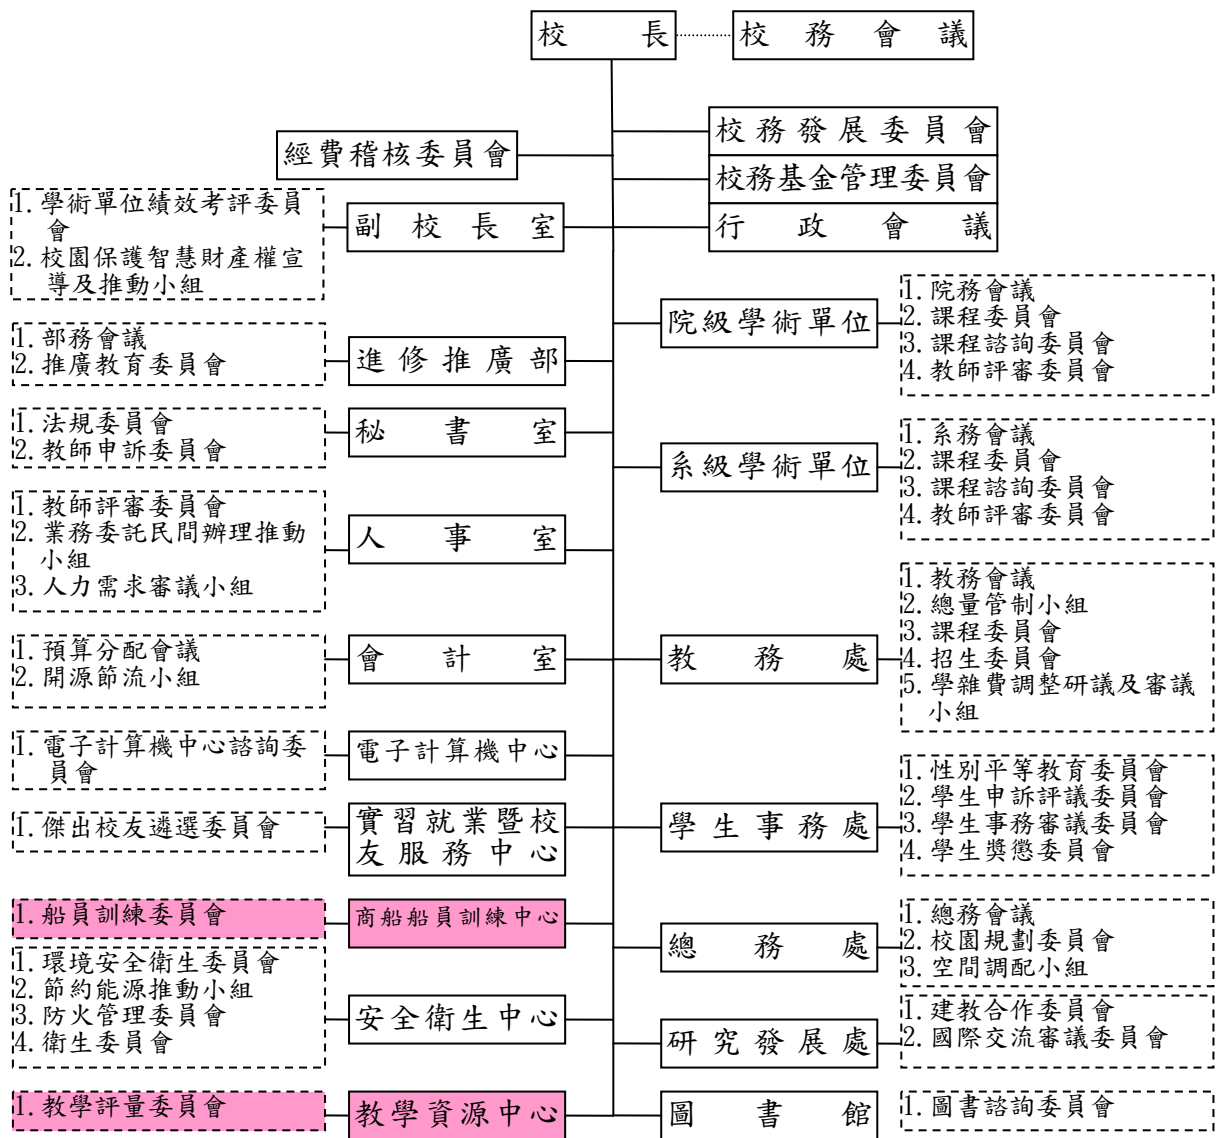 校長
校務會議
校務發展委員會
經費稽核委員會
校務基金管理委員會
1.學術單位績效考評委員
會
2.校園保護智慧財產權宣
導及推動小組
副校長室
行政會議
院級學術單位
1.院務會議
2.課程委員會
3.課程諮詢委員會
4.教師評審委員會
1.部務會議
2.推廣教育委員會
進修推廣部
1.法規委員會
2.教師申訴委員會
秘書室
系級學術單位
1.系務會議
2.課程委員會
3.課程諮詢委員會
4.教師評審委員會
1.教師評審委員會
2.業務委託民間辦理推動
小組
3.人力需求審議小組
人事室
1.預算分配會議
2.開源節流小組
會計室
教務處
1.教務會議
2.總量管制小組
3.課程委員會
4.招生委員會
5.學雜費調整研議及審議
小組
1.電子計算機中心諮詢委
員會
電子計算機中心
1.傑出校友遴選委員會
實習就業暨校
友服務中心
學生事務處
1.性別平等教育委員會
2.學生申訴評議委員會
3.學生事務審議委員會
4.學生獎懲委員會
1.船員訓練委員會
商船船員訓練中心
總務處
1.總務會議
2.校園規劃委員會
3.空間調配小組
1.環境安全衛生委員會
2.節約能源推動小組
3.防火管理委員會
4.衛生委員會
安全衛生中心
研究發展處
1.建教合作委員會
2.國際交流審議委員會
1.教學評量委員會
教學資源中心
圖書館
1.圖書諮詢委員會